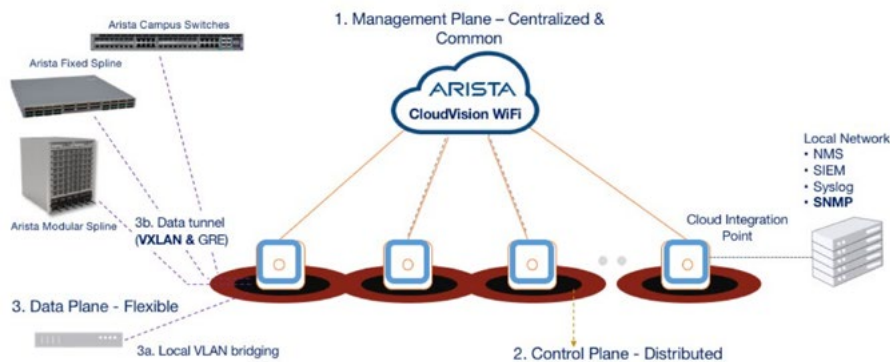 Arista Campus Switches
Arista Fixed Spline
Arista Modular Spline
1. Management Plane – Centralized &
Common
ARISTA
CloudVision WiFi
Local Network
• NMS
• SIEM
• Syslog
• SNMP
Cloud Integration
Point
3b. Data tunnel
(VXLAN & GRE)
3. Data Plane - Flexible
3a. Local VLAN bridging
2. Control Plane - Distributed